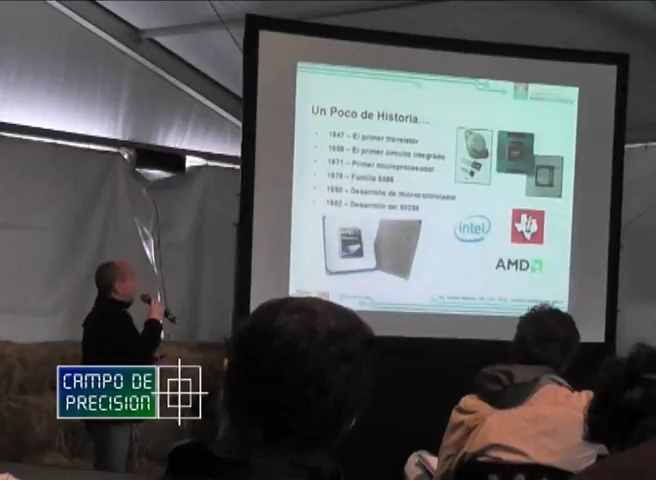 Un Poco de Historia...
1947 – El primer transistor
1958 – El primer circuito integrado
1971 – Primer microprocesador
1978 – Familia 8086
1980 – Desarrollo de microcontrolador
1982 – Desarrollo del 80286
intel
AMD
CAMPO DE
PRECISION